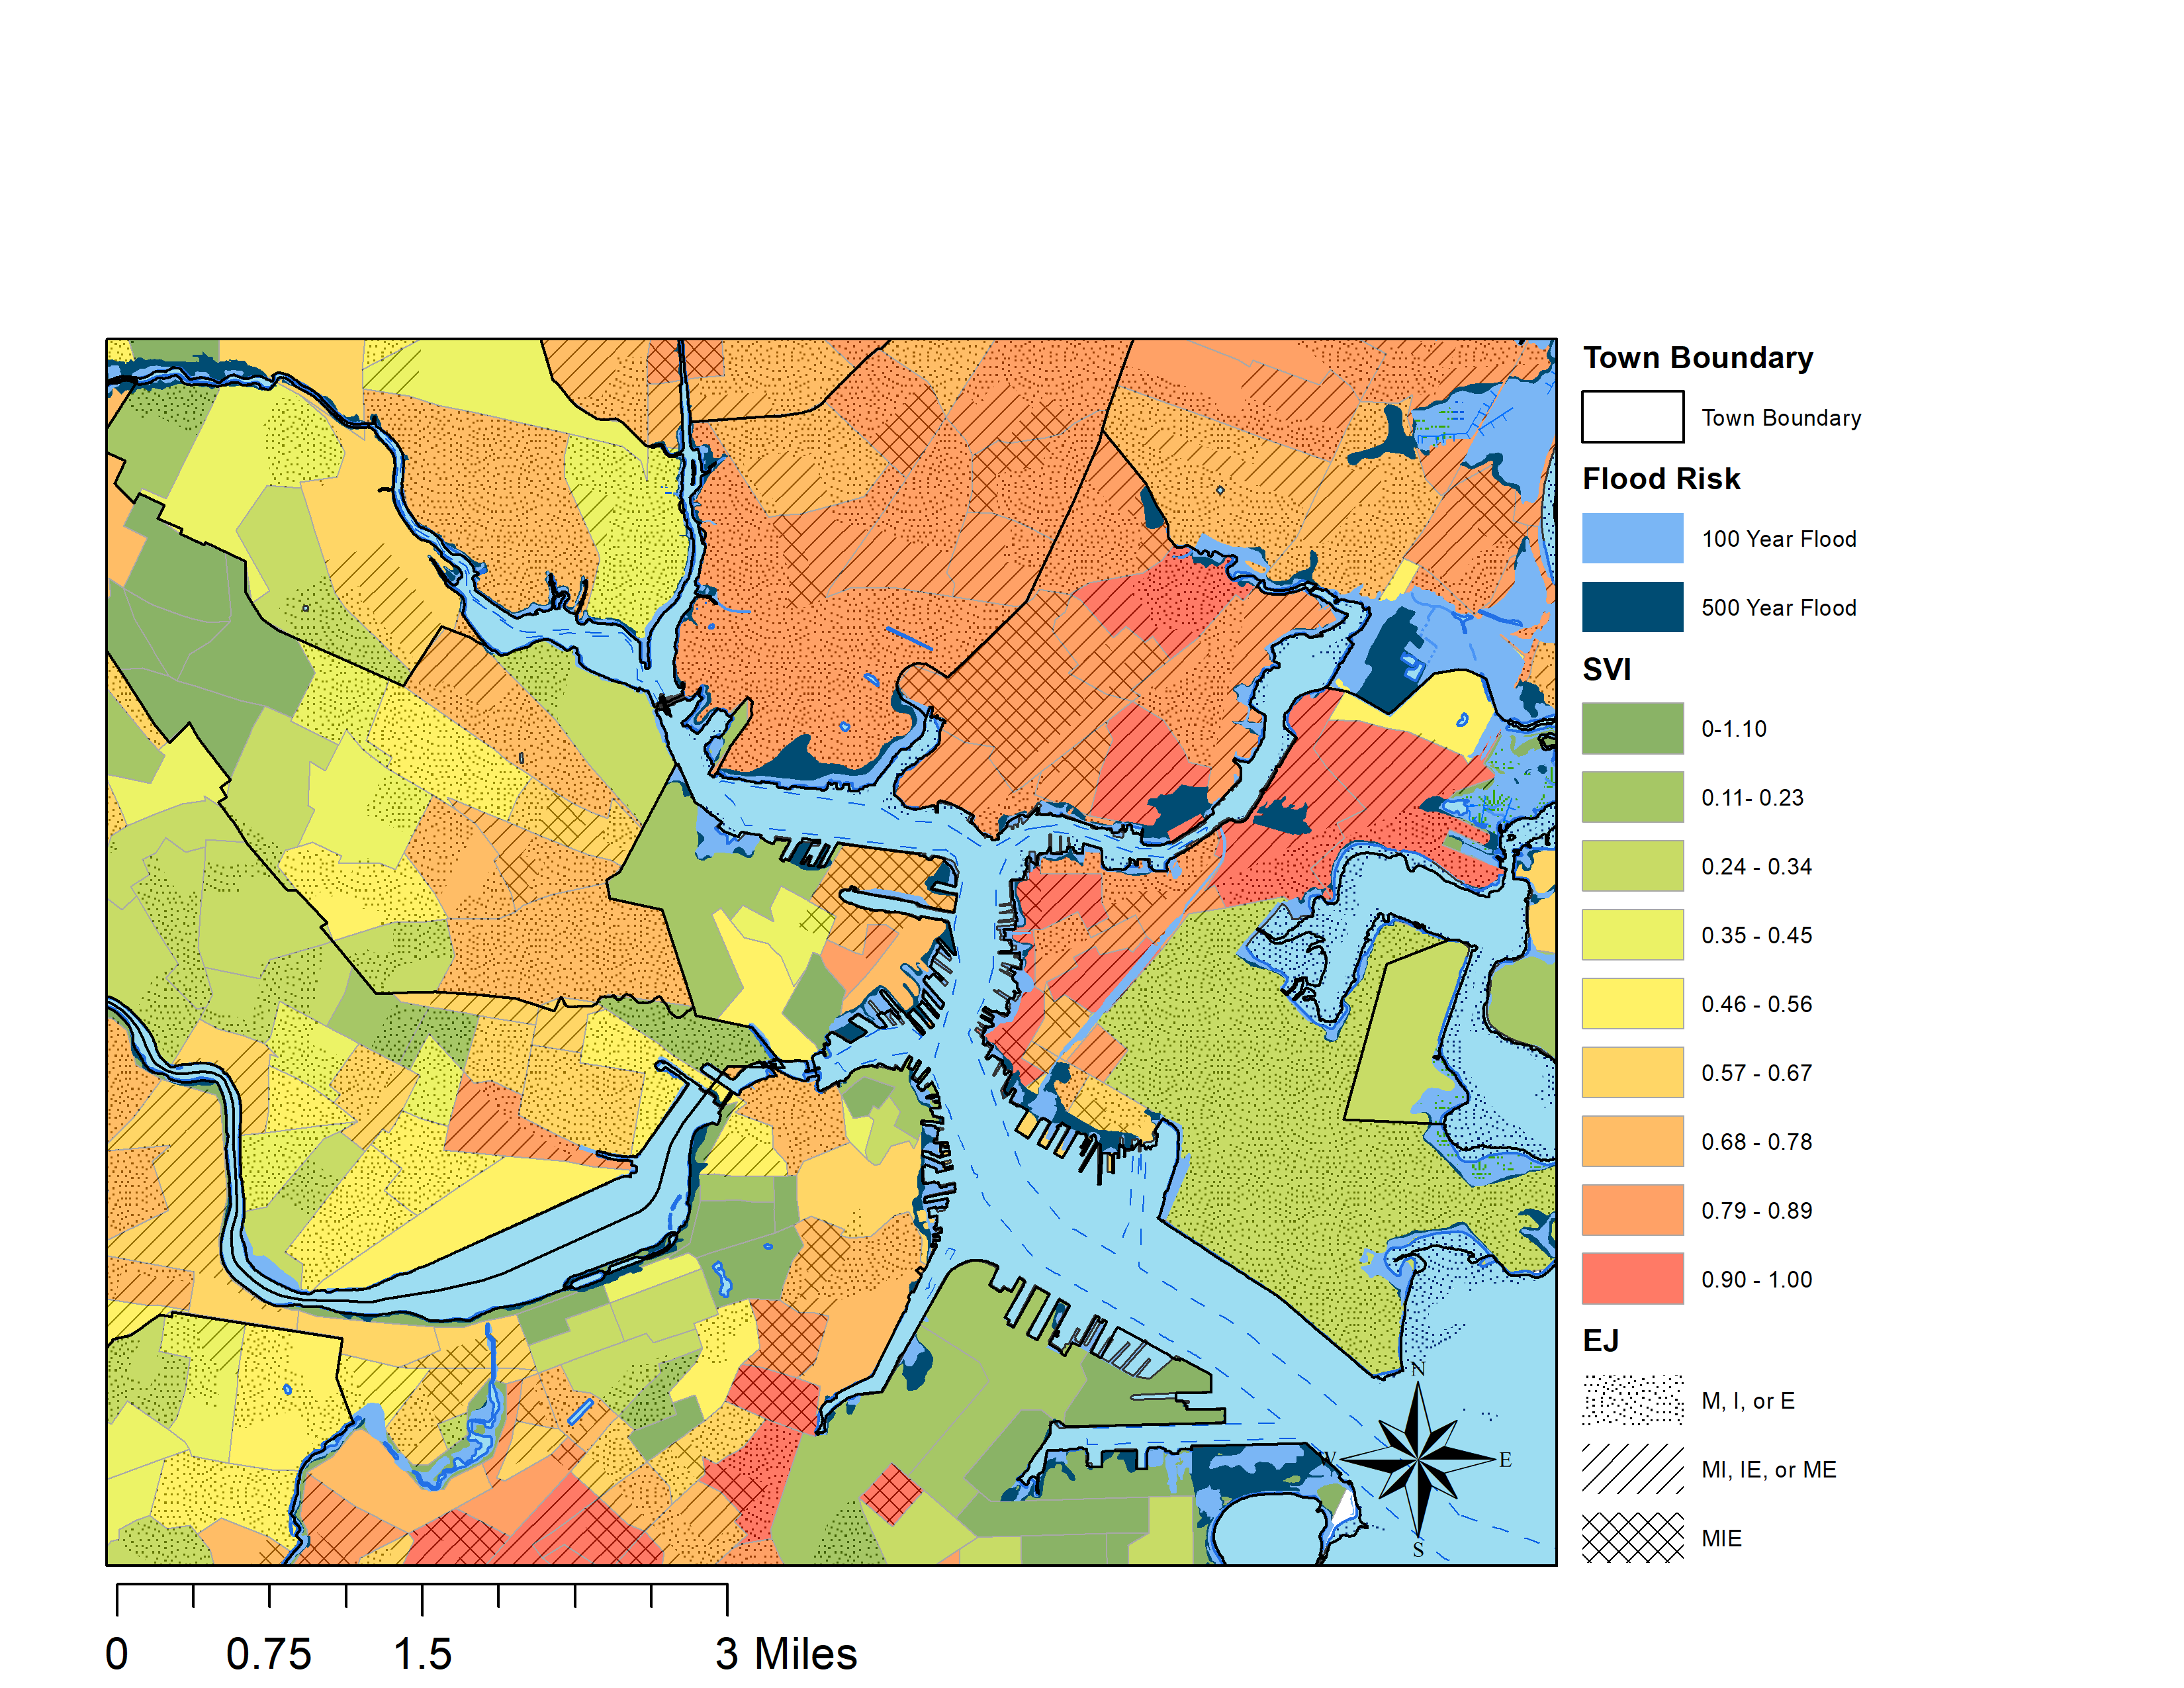 Town Boundary
Town Boundary
Flood Risk
100 Year Flood
500 Year Flood
SVI
0-1.10
0.11- 0.23
0.24 - 0.34
0.35 - 0.45
0.46 - 0.56
0.57 - 0.67
0.68 - 0.78
0.79 - 0.89
0.90 - 1.00
EJ
M, I, or E
MI, IE, or ME
MIE
N
W
E
S
0 0.75 1.5 3 Miles